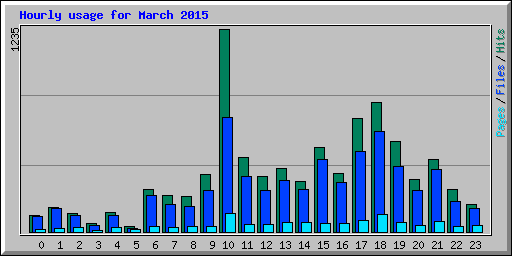 Hourly usage for March 2015
1235
Pages/Files/Hits
0 1 2 3 4 5 6 7 8 9 10 11 12 13 14 15 16 17 18 19 20 21 22 23